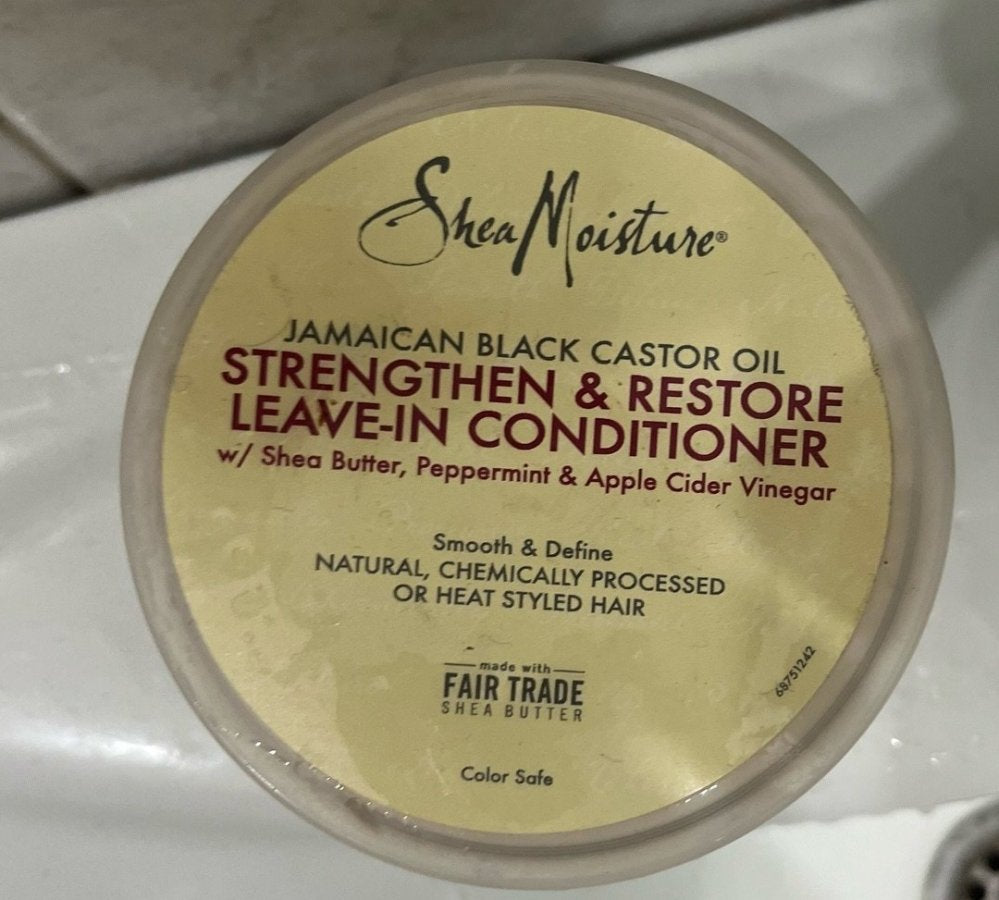 SheaMoisture®
JAMAICAN BLACK CASTOR OIL
STRENGTHEN & RESTORE
LEAVE-IN CONDITIONER
w/ Shea Butter, Peppermint & Apple Cider Vinegar
Smooth & Define
NATURAL, CHEMICALLY PROCESSED
OR HEAT STYLED HAIR
made with
FAIR TRADE
SHEA BUTTER
68751242
Color Safe